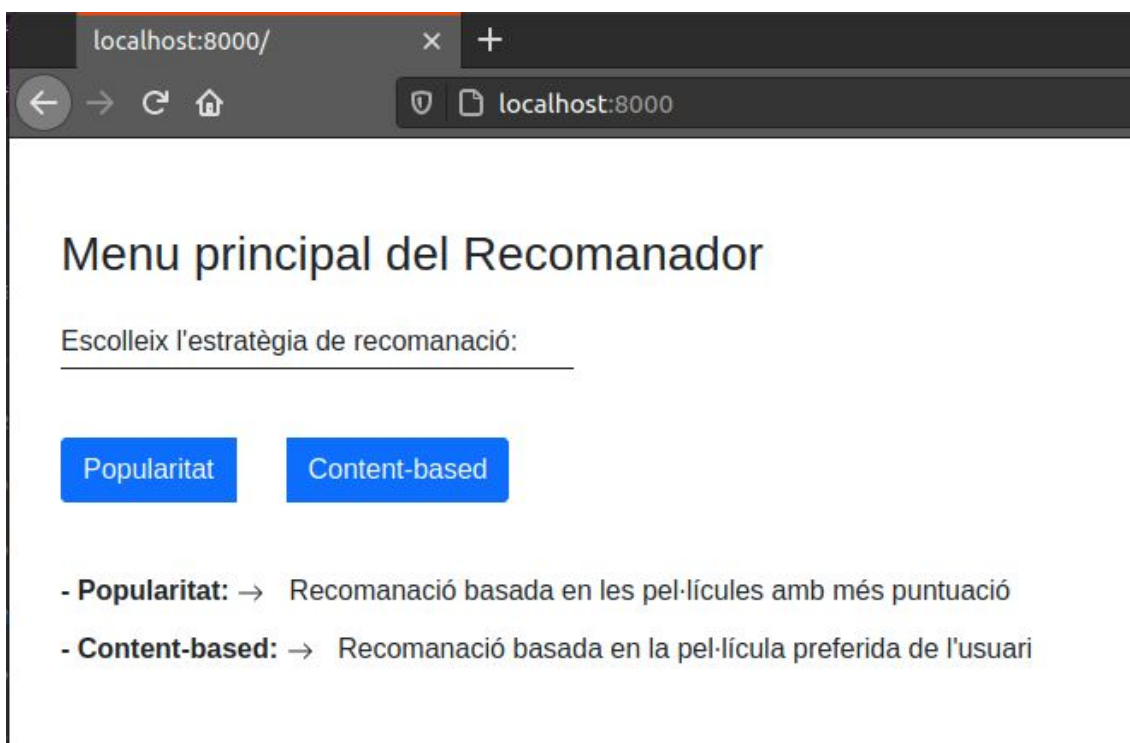 localhost:8000/
localhost:8000
Menu principal del Recomanador
Escolleix l'estratègia de recomanació:
Popularitat
Content-based
- Popularitat: → Recomanació basada en les pel·lícules amb més puntuació
- Content-based: → Recomanació basada en la pel·lícula preferida de l'usuari